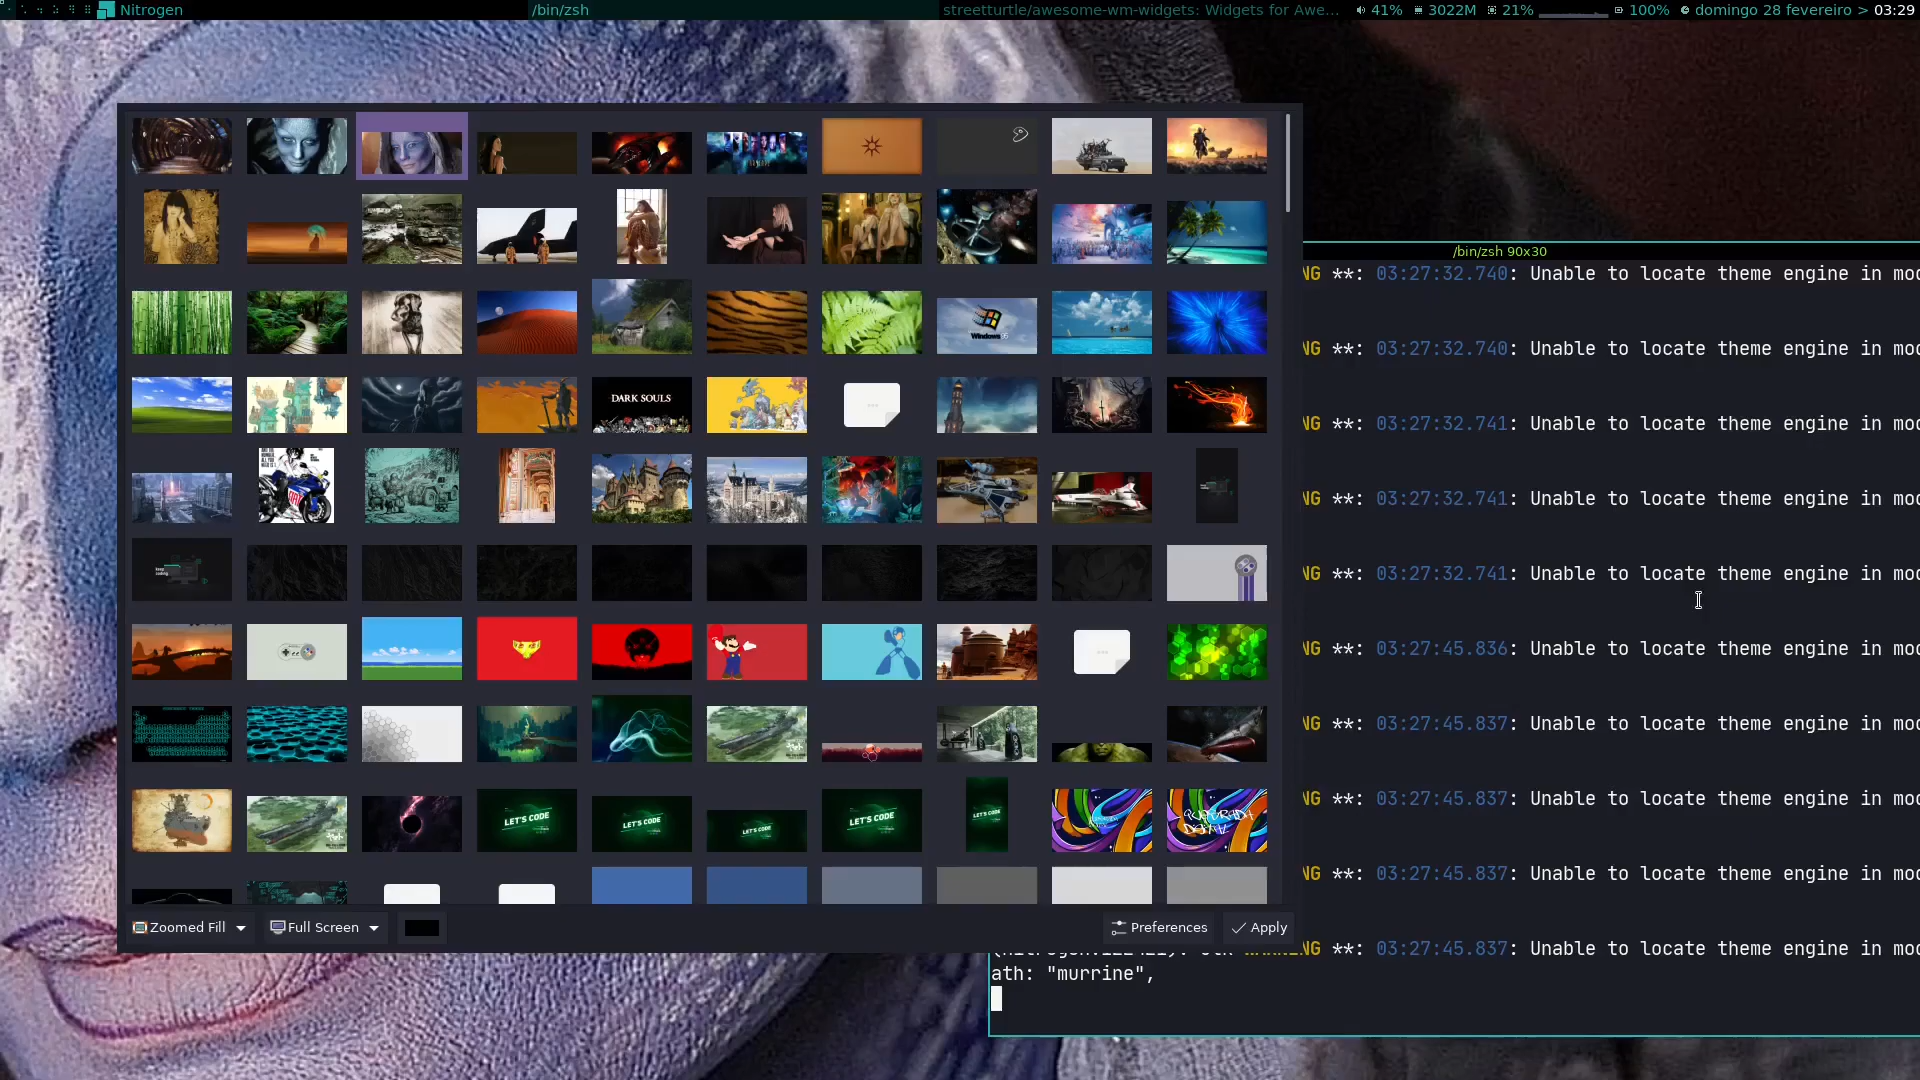 Nitrogen
/bin/zsh
streetturtle/awesome-wm-widgets: Widgets for Awe...
41%
3022M
21%
100%
domingo 28 fevereiro > 03:29
/bin/zsh 90x30
NG **: 03:27:32.740: Unable to locate theme engine in mod
NG **: 03:27:32.740: Unable to locate theme engine in mod
NG **: 03:27:32.741: Unable to locate theme engine in mod
NG **: 03:27:32.741: Unable to locate theme engine in mod
NG **: 03:27:32.741: Unable to locate theme engine in mod
NG **: 03:27:45.836: Unable to locate theme engine in mod
NG **: 03:27:45.837: Unable to locate theme engine in mod
NG **: 03:27:45.837: Unable to locate theme engine in mod
NG **: 03:27:45.837: Unable to locate theme engine in mod
NG **: 03:27:45.837: Unable to locate theme engine in mod
ath: "murrine",
Windows
DARK SOULS
LET'S CODE
LET'S CODE
LET'S CODE
LET'S CODE
LET'S CODE
Zoomed Fill
Full Screen
Preferences
Apply